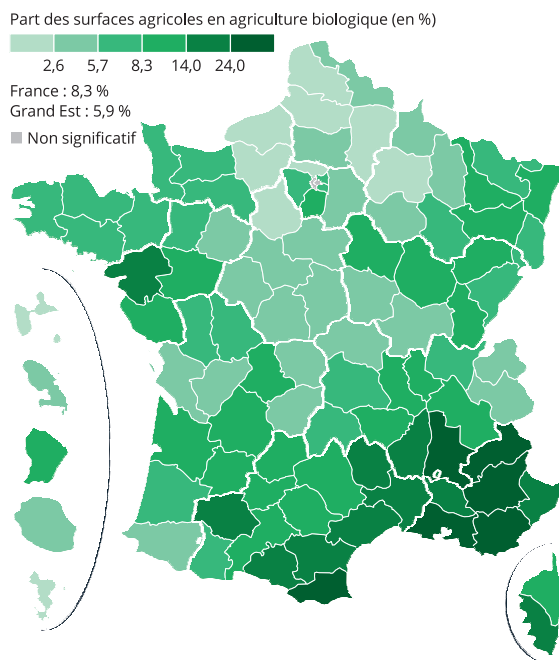 Part des surfaces agricoles en agriculture biologique (en %)
2,6 5,7 8,3 14,0 24,0
France : 8,3 %
Grand Est : 5,9 %
Non significatif